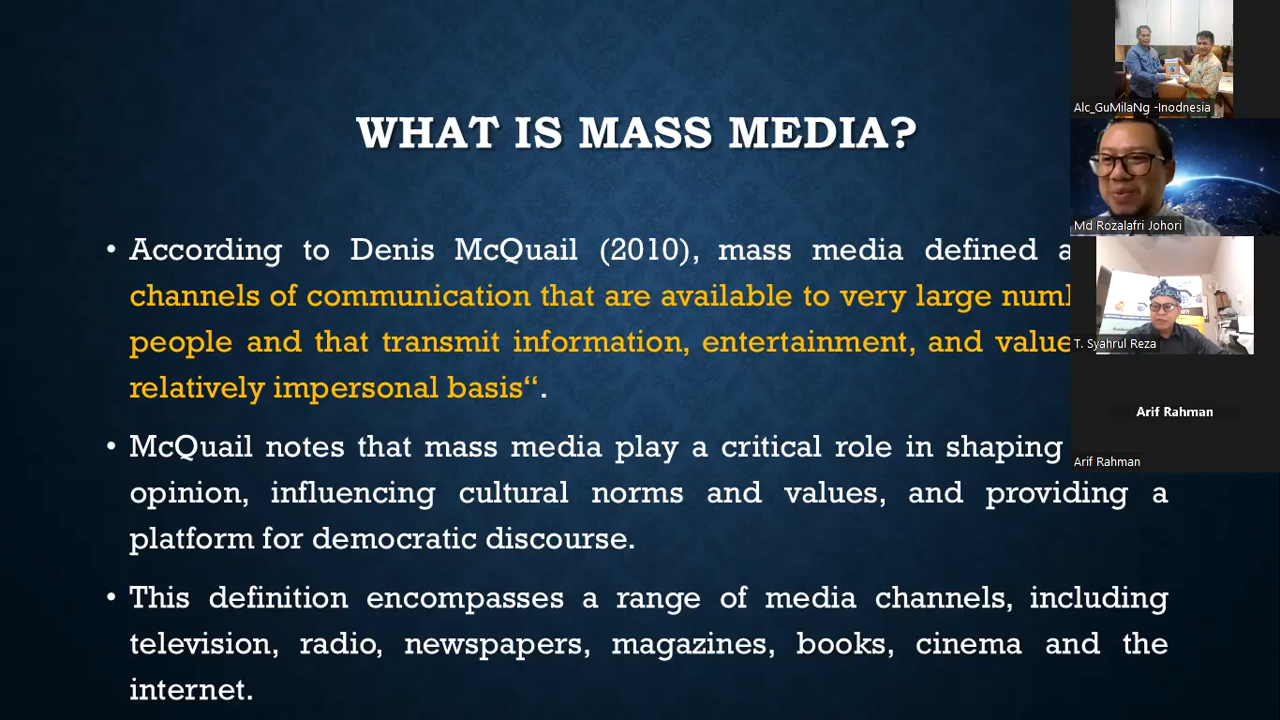 WHAT IS MASS MEDIA?
• According to Denis McQuail (2010), mass media defined
channels of communication that are available to very large
people and that transmit information, entertainment, and
relatively impersonal basis“.
• McQuail notes that mass media play a critical role in shaping
opinion, influencing cultural norms and values, and providing a
platform for democratic discourse.
• This definition encompasses a range of media channels, including
television, radio, newspapers, magazines, books, cinema and the
internet.
Alc_GuMilaNg -Inodnesia
Md Rozalafri Johori
T. Syahrul Reza
Arif Rahman
Arif Rahman